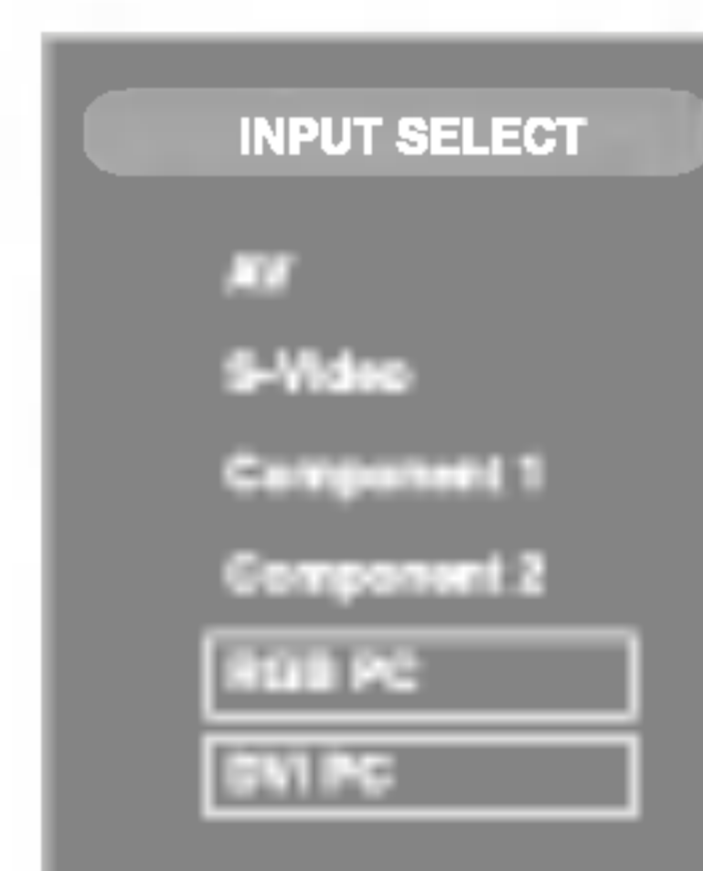 INPUT SELECT
AV
S-Video
Component 1
Component 2
RGB PC
DVI PC